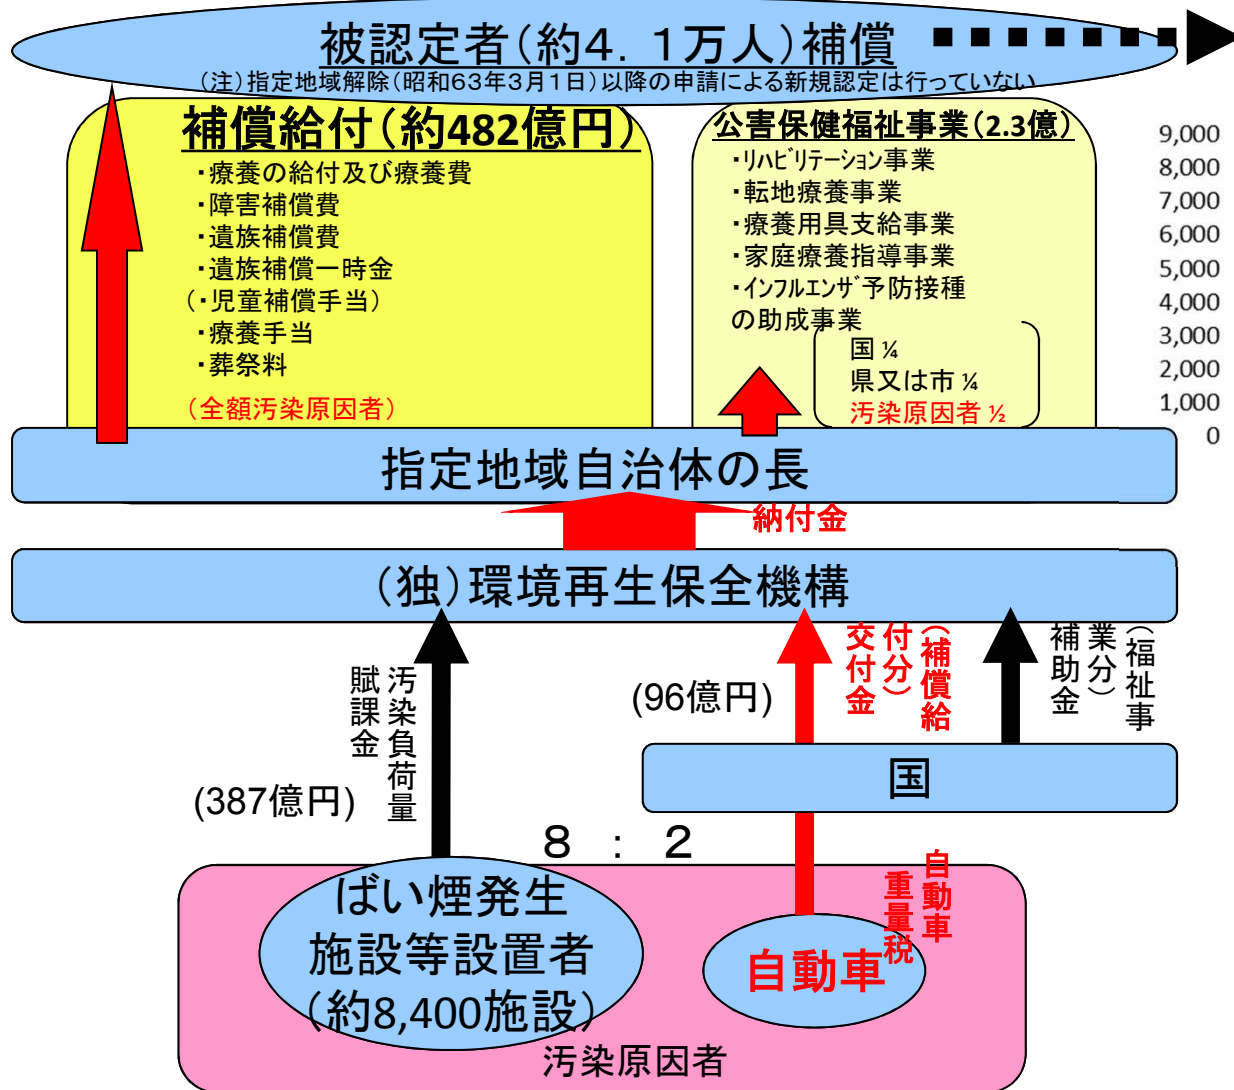 被認定者(約4.1万人)補償
(注)指定地域解除(昭和63年3月1日)以降の申請による新規認定は行っていない
補償給付(約482億円)
・療養の給付及び療養費
・障害補償費
・遺族補償費
・遺族補償一時金
(・児童補償手当)
・療養手当
・葬祭料
(全額汚染原因者)
公害保健福祉事業(2.3億)
・ﾘﾊﾋﾞﾘテーション事業
・転地療養事業
・療養用具支給事業
・家庭療養指導事業
・インフルエンザ予防接種
の助成事業
国 ¼
県又は市 ¼
汚染原因者 ½
9,000
8,000
7,000
6,000
5,000
4,000
3,000
2,000
1,000
0
指定地域自治体の長
納付金
(独)環境再生保全機構
汚染負荷量
賦課金
(387億円)
(96億円)
(補償給
付分)
交付金
(福祉事
業分)
補助金
国
8 : 2
自動車
重量税
ばい煙発生
施設等設置者
(約8,400施設)
自動車
汚染原因者